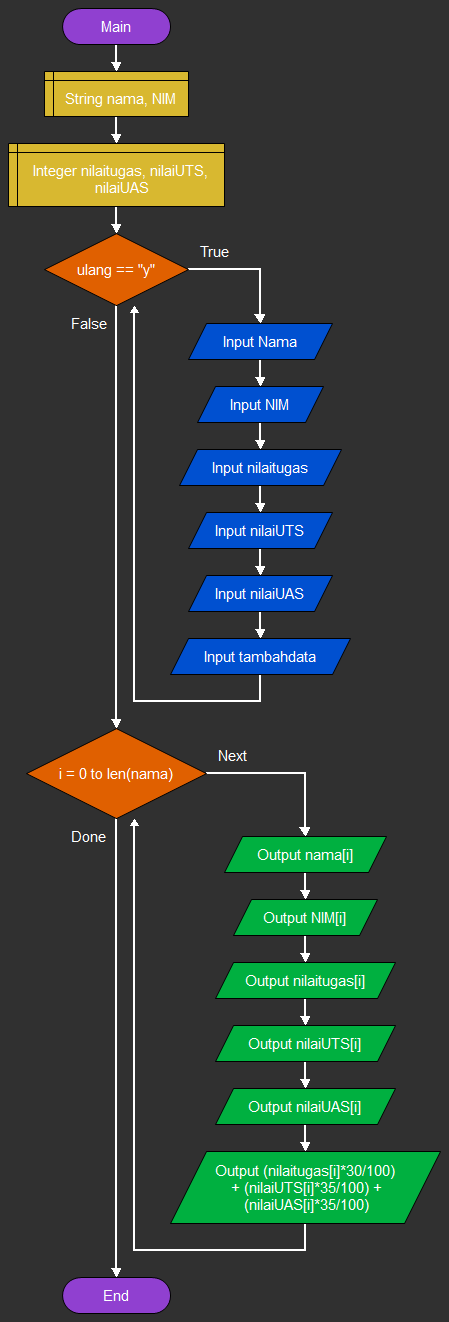 Main
String nama, NIM
Integer nilaitugas, nilaiUTS,
nilaiUAS
ulang == "y"
True
False
Input Nama
Input NIM
Input nilaitugas
Input nilaiUTS
Input nilaiUAS
Input tambahdata
i = 0 to len(nama)
Next
Done
Output nama[i]
Output NIM[i]
Output nilaitugas[i]
Output nilaiUTS[i]
Output nilaiUAS[i]
Output (nilaitugas[i]*30/100)
+ (nilaiUTS[i]*35/100) +
(nilaiUAS[i]*35/100)
End